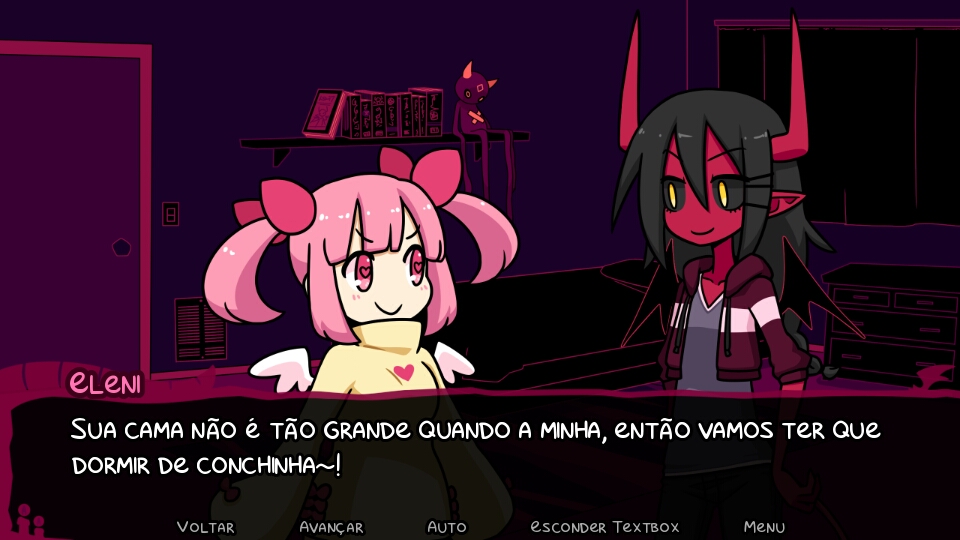 Eleni
Sua cama não é tão grande quando a minha, então vamos ter que
dormir de conchinha~!
Voltar Avançar Auto Esconder Textbox Menu